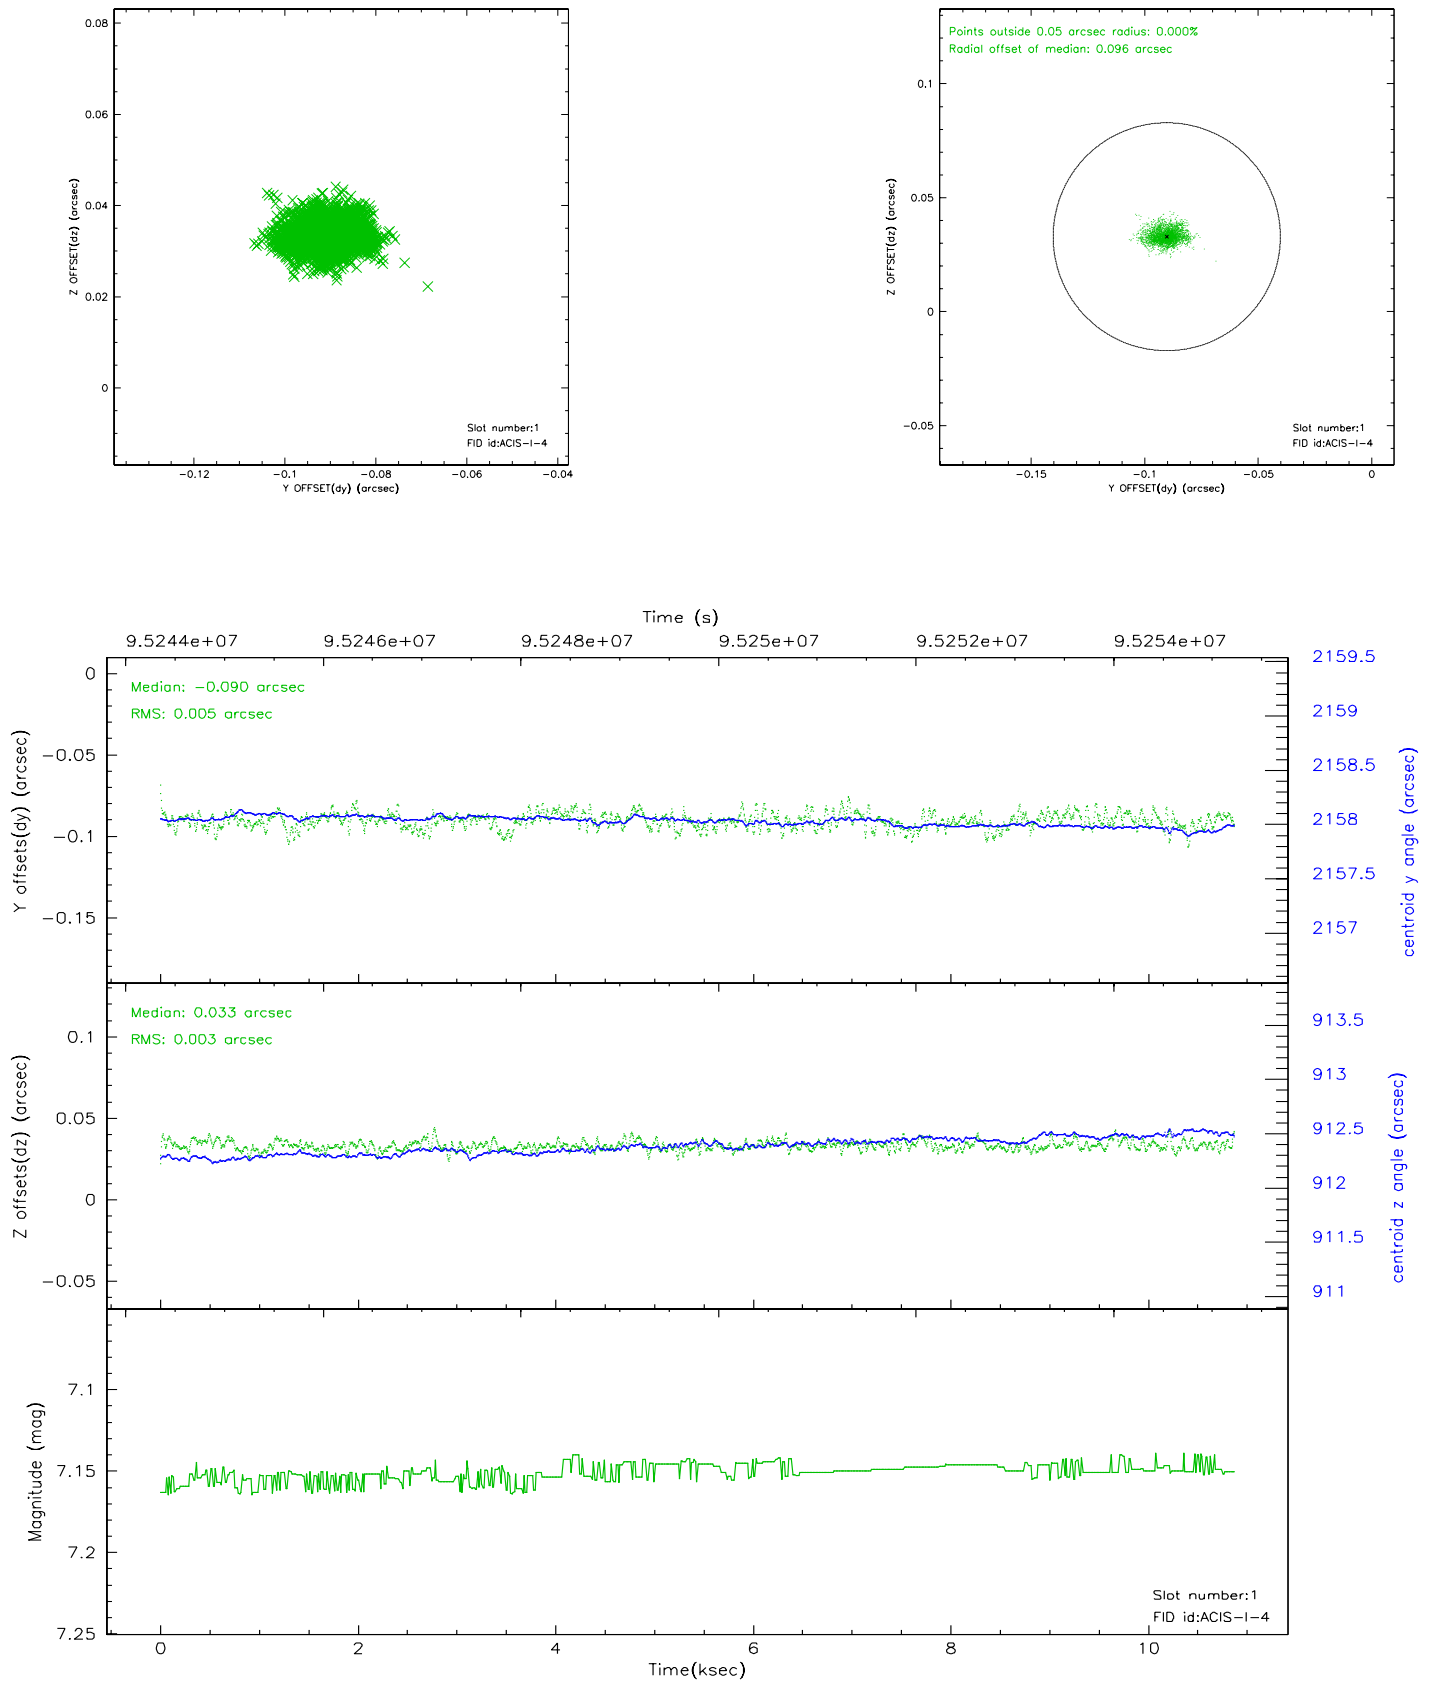 0.08
0.06
0.04
0.02
0
Z OFFSET(dz) (arcsec)
Slot number:1
FID id:ACIS-I-4
-0.12
-0.1
-0.08
-0.06
-0.04
Y OFFSET(dy) (arcsec)
Points outside 0.05 arcsec radius: 0.000%
Radial offset of median: 0.096 arcsec
0.1
0.05
0
-0.05
Z OFFSET(dz) (arcsec)
Slot number:1
FID id:ACIS-I-4
-0.15
-0.1
-0.05
0
Y OFFSET(dy) (arcsec)
Time (s)
9.5244e+07
9.5246e+07
9.5248e+07
9.525e+07
9.5252e+07
9.5254e+07
Median: -0.090 arcsec
RMS: 0.005 arcsec
0
-0.05
-0.1
-0.15
Y offsets(dy) (arcsec)
2159.5
2159
2158.5
2158
2157.5
2157
centroid y angle (arcsec)
Median: 0.033 arcsec
RMS: 0.003 arcsec
0.1
0.05
0
-0.05
Z offsets(dz) (arcsec)
913.5
913
912.5
912
911.5
911
centroid z angle (arcsec)
7.1
7.15
7.2
7.25
Magnitude (mag)
Slot number:1
FID id:ACIS-I-4
0
2
4
6
8
10
Time(ksec)